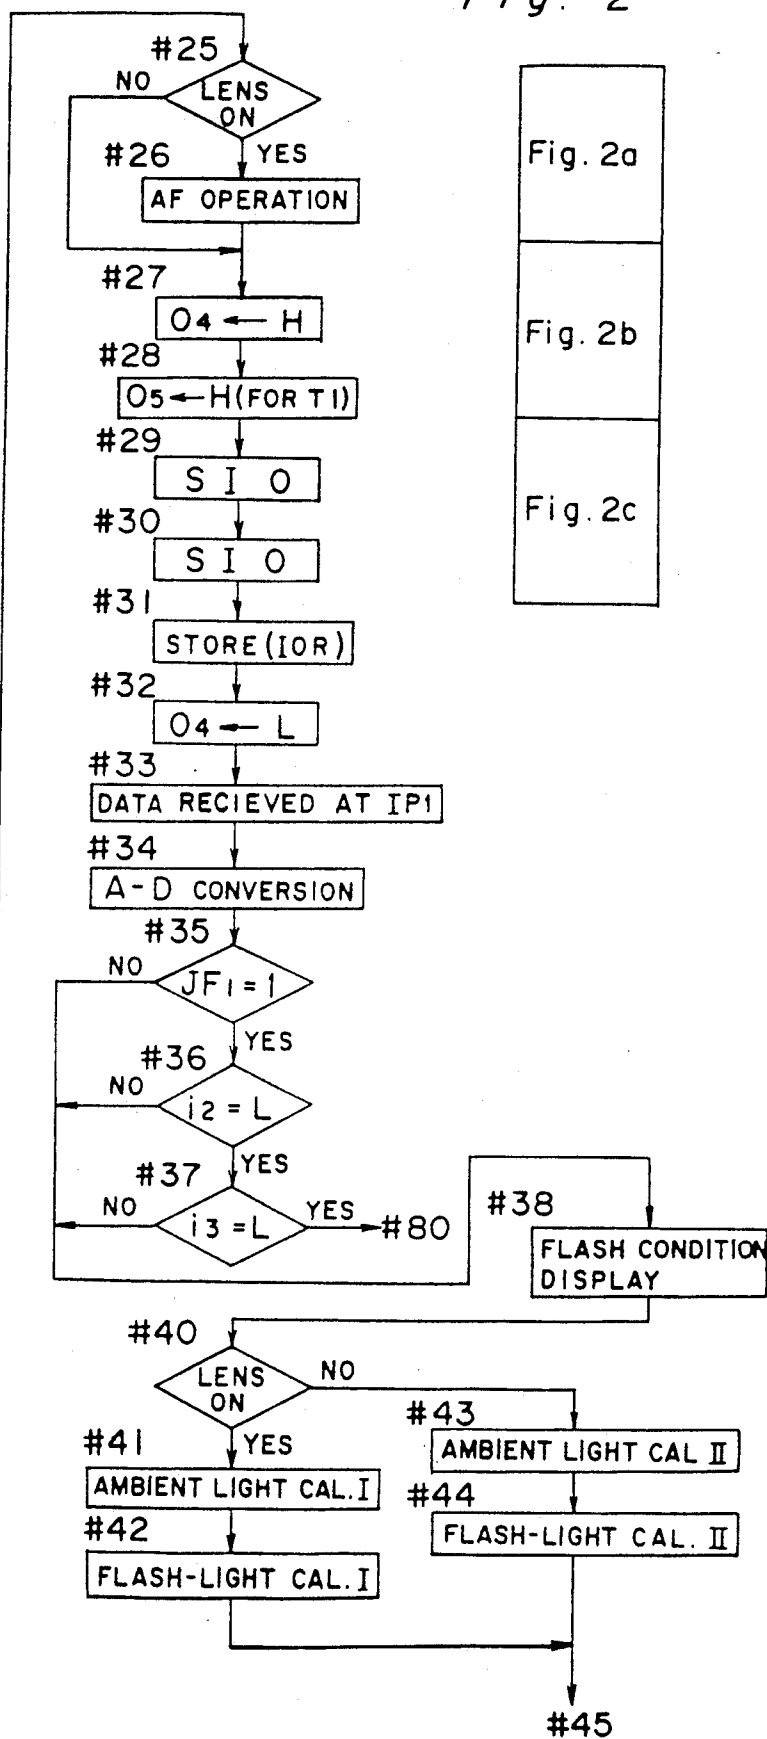 Fig. 2
#25
NO
LENS
ON
#26
YES
AF OPERATION
#27
O4 ← H
#28
O5 ← H (FOR T1)
#29
S I O
#30
S I O
#31
STORE (IOR)
#32
O4 ← L
#33
DATA RECIEVED AT IP1
#34
A-D CONVERSION
#35
NO
JF1 = 1
YES
#36
NO
i2 = L
YES
#37
NO
i3 = L
YES
#80
#38
FLASH CONDITION
DISPLAY
#40
LENS
ON
NO
YES
#41
AMBIENT LIGHT CAL. I
#42
FLASH-LIGHT CAL. I
#43
AMBIENT LIGHT CAL II
#44
FLASH-LIGHT CAL. II
#45
Fig. 2a
Fig. 2b
Fig. 2c